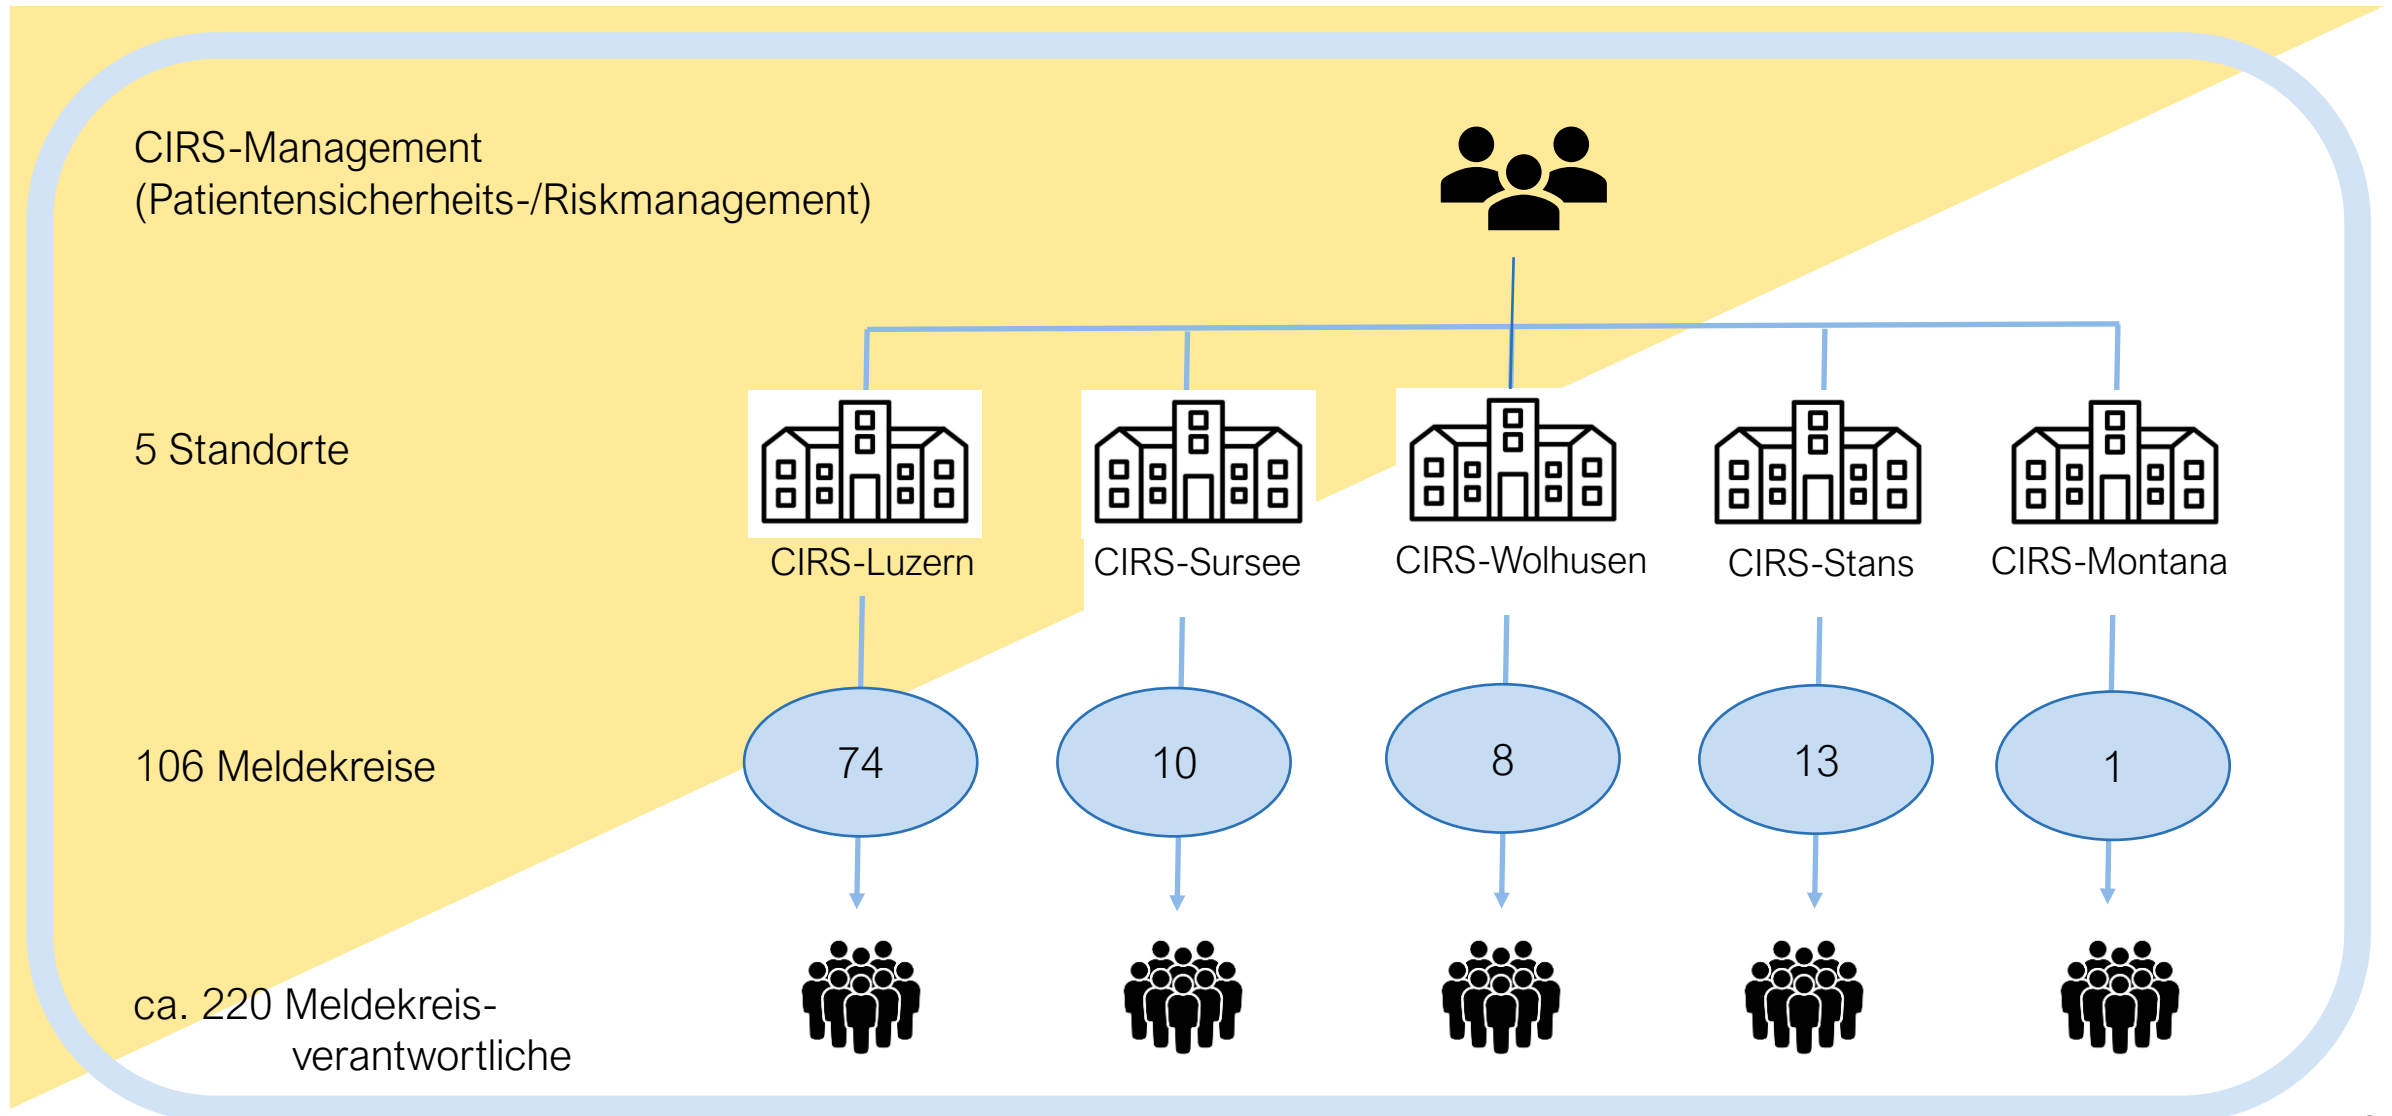 CIRS-Management
(Patientensicherheits-/Riskmanagement)
5 Standorte
CIRS-Luzern
CIRS-Sursee
CIRS-Wolhusen
CIRS-Stans
CIRS-Montana
106 Meldekreise
74
10
8
13
1
ca. 220 Meldekreis-
verantwortliche